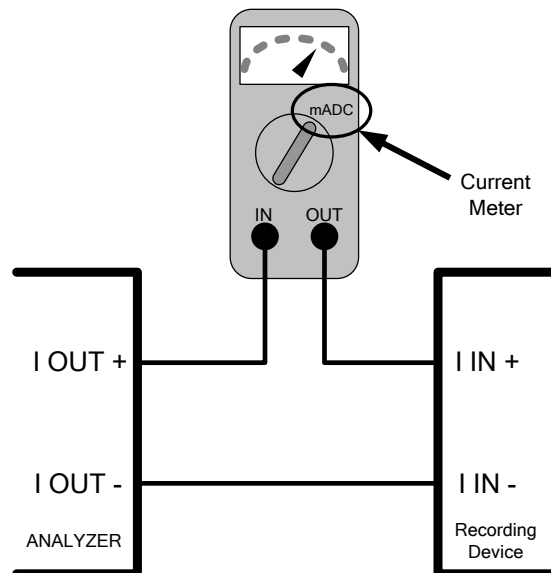 mADC
Current
Meter
IN OUT
I OUT + I IN +
I OUT - I IN -
ANALYZER
Recording
Device